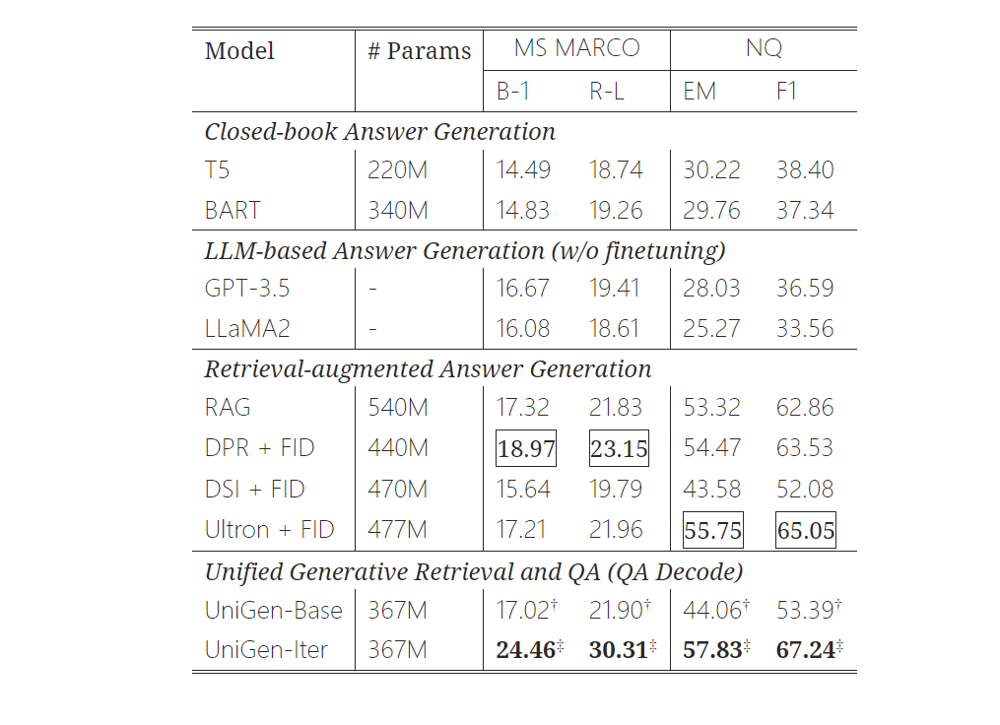 Model # Params MS MARCO NQ
B-1 R-L EM F1
Closed-book Answer Generation
T5 220M 14.49 18.74 30.22 38.40
BART 340M 14.83 19.26 29.76 37.34
LLM-based Answer Generation (w/o finetuning)
GPT-3.5 - 16.67 19.41 28.03 36.59
LLaMA2 - 16.08 18.61 25.27 33.56
Retrieval-augmented Answer Generation
RAG 540M 17.32 21.83 53.32 62.86
DPR + FID 440M 18.97 23.15 54.47 63.53
DSI + FID 470M 15.64 19.79 43.58 52.08
Ultron + FID 477M 17.21 21.96 55.75 65.05
Unified Generative Retrieval and QA (QA Decode)
UniGen-Base 367M 17.02† 21.90† 44.06† 53.39†
UniGen-Iter 367M 24.46‡ 30.31‡ 57.83‡ 67.24‡